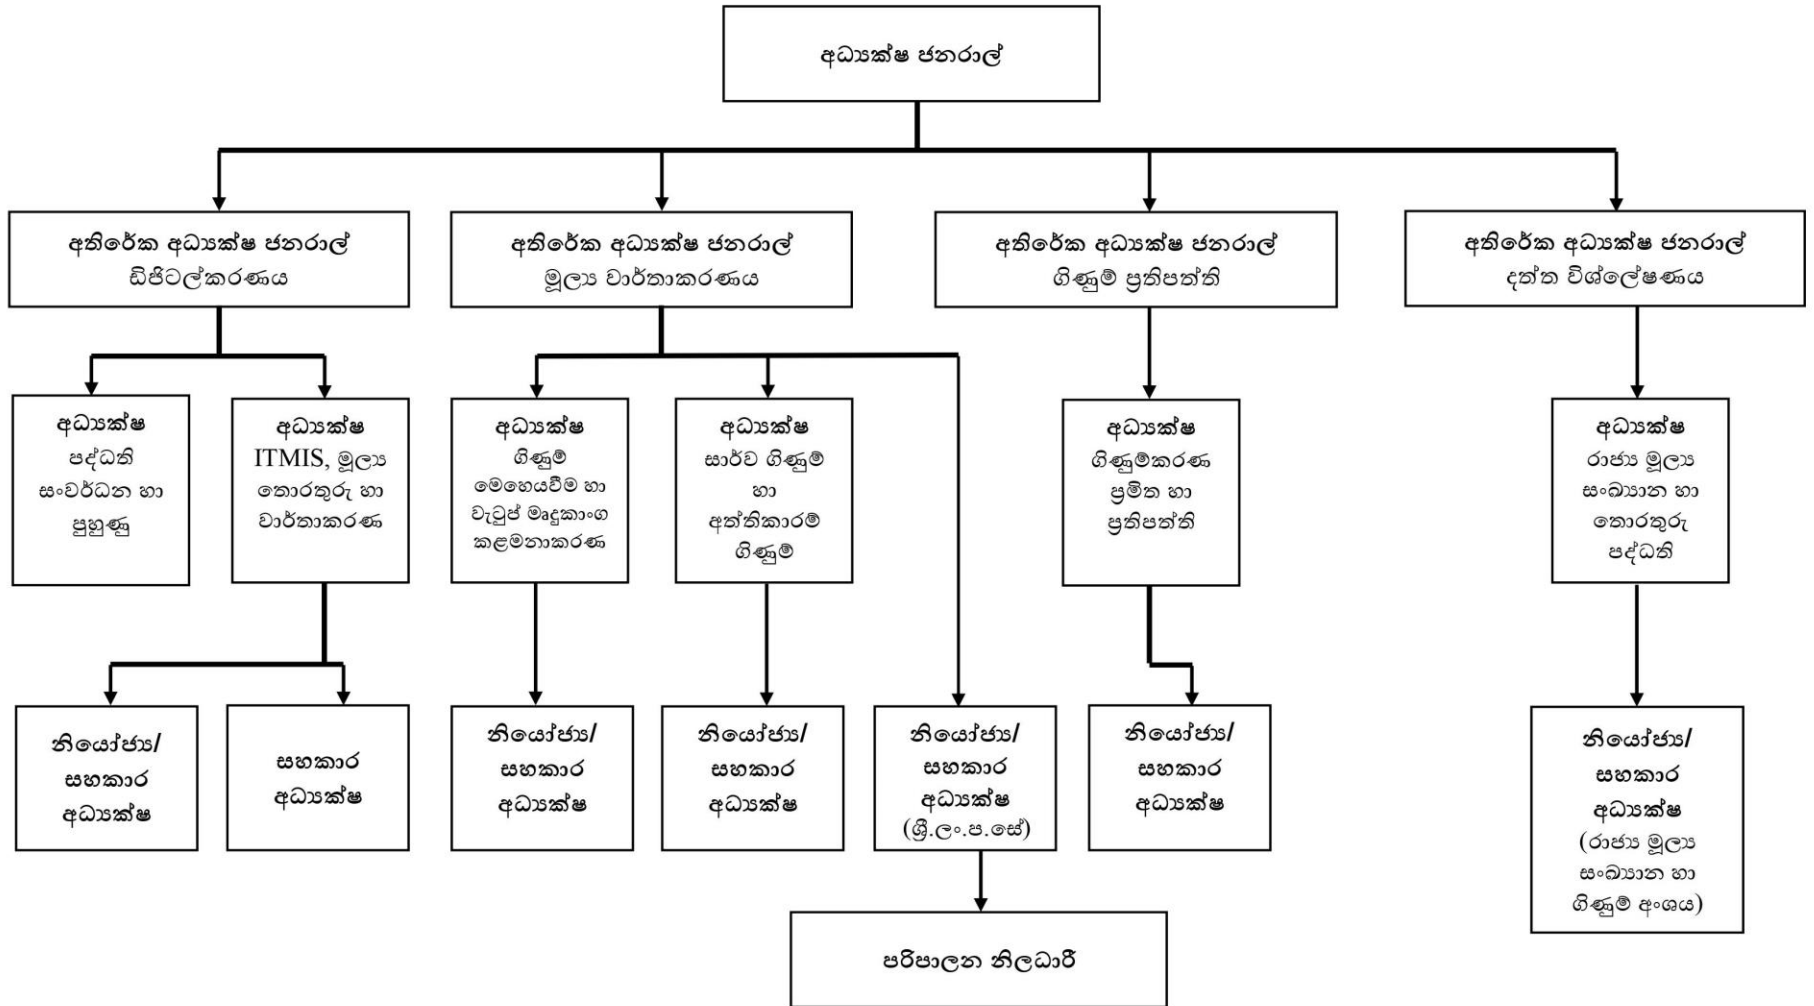 අධ්‍යක්ෂ ජනරාල්
අතිරේක අධ්‍යක්ෂ ජනරාල්
ඩිජිටල්කරණය
අතිරේක අධ්‍යක්ෂ ජනරාල්
මූල්‍ය වාර්තාකරණය
අතිරේක අධ්‍යක්ෂ ජනරාල්
ගිණුම් ප්‍රතිපත්ති
අතිරේක අධ්‍යක්ෂ ජනරාල්
දත්ත විශ්ලේෂණය
අධ්‍යක්ෂ
පද්ධති
සංවර්ධන හා
පුහුණු
අධ්‍යක්ෂ
ITMIS, මූල්‍ය
තොරතුරු හා
වාර්තාකරණ
අධ්‍යක්ෂ
ගිණුම්
මෙහෙයවීම හා
වැටුප් මෘදුකාංග
කළමනාකරණ
අධ්‍යක්ෂ
සාර්ව ගිණුම්
හා
අත්තිකාරම්
ගිණුම්
අධ්‍යක්ෂ
ගිණුම්කරණ
ප්‍රමිත හා
ප්‍රතිපත්ති
අධ්‍යක්ෂ
රාජ්‍ය මූල්‍ය
සංඛ්‍යාන හා
තොරතුරු
පද්ධති
නියෝජ්‍ය/
සහකාර
අධ්‍යක්ෂ
සහකාර
අධ්‍යක්ෂ
නියෝජ්‍ය/
සහකාර
අධ්‍යක්ෂ
නියෝජ්‍ය/
සහකාර
අධ්‍යක්ෂ
නියෝජ්‍ය/
සහකාර
අධ්‍යක්ෂ
(ශ්‍රී.ලං.ප.සේ)
නියෝජ්‍ය/
සහකාර
අධ්‍යක්ෂ
නියෝජ්‍ය/
සහකාර
අධ්‍යක්ෂ
(රාජ්‍ය මූල්‍ය
සංඛ්‍යාන හා
ගිණුම් අංශය)
පරිපාලන නිලධාරී